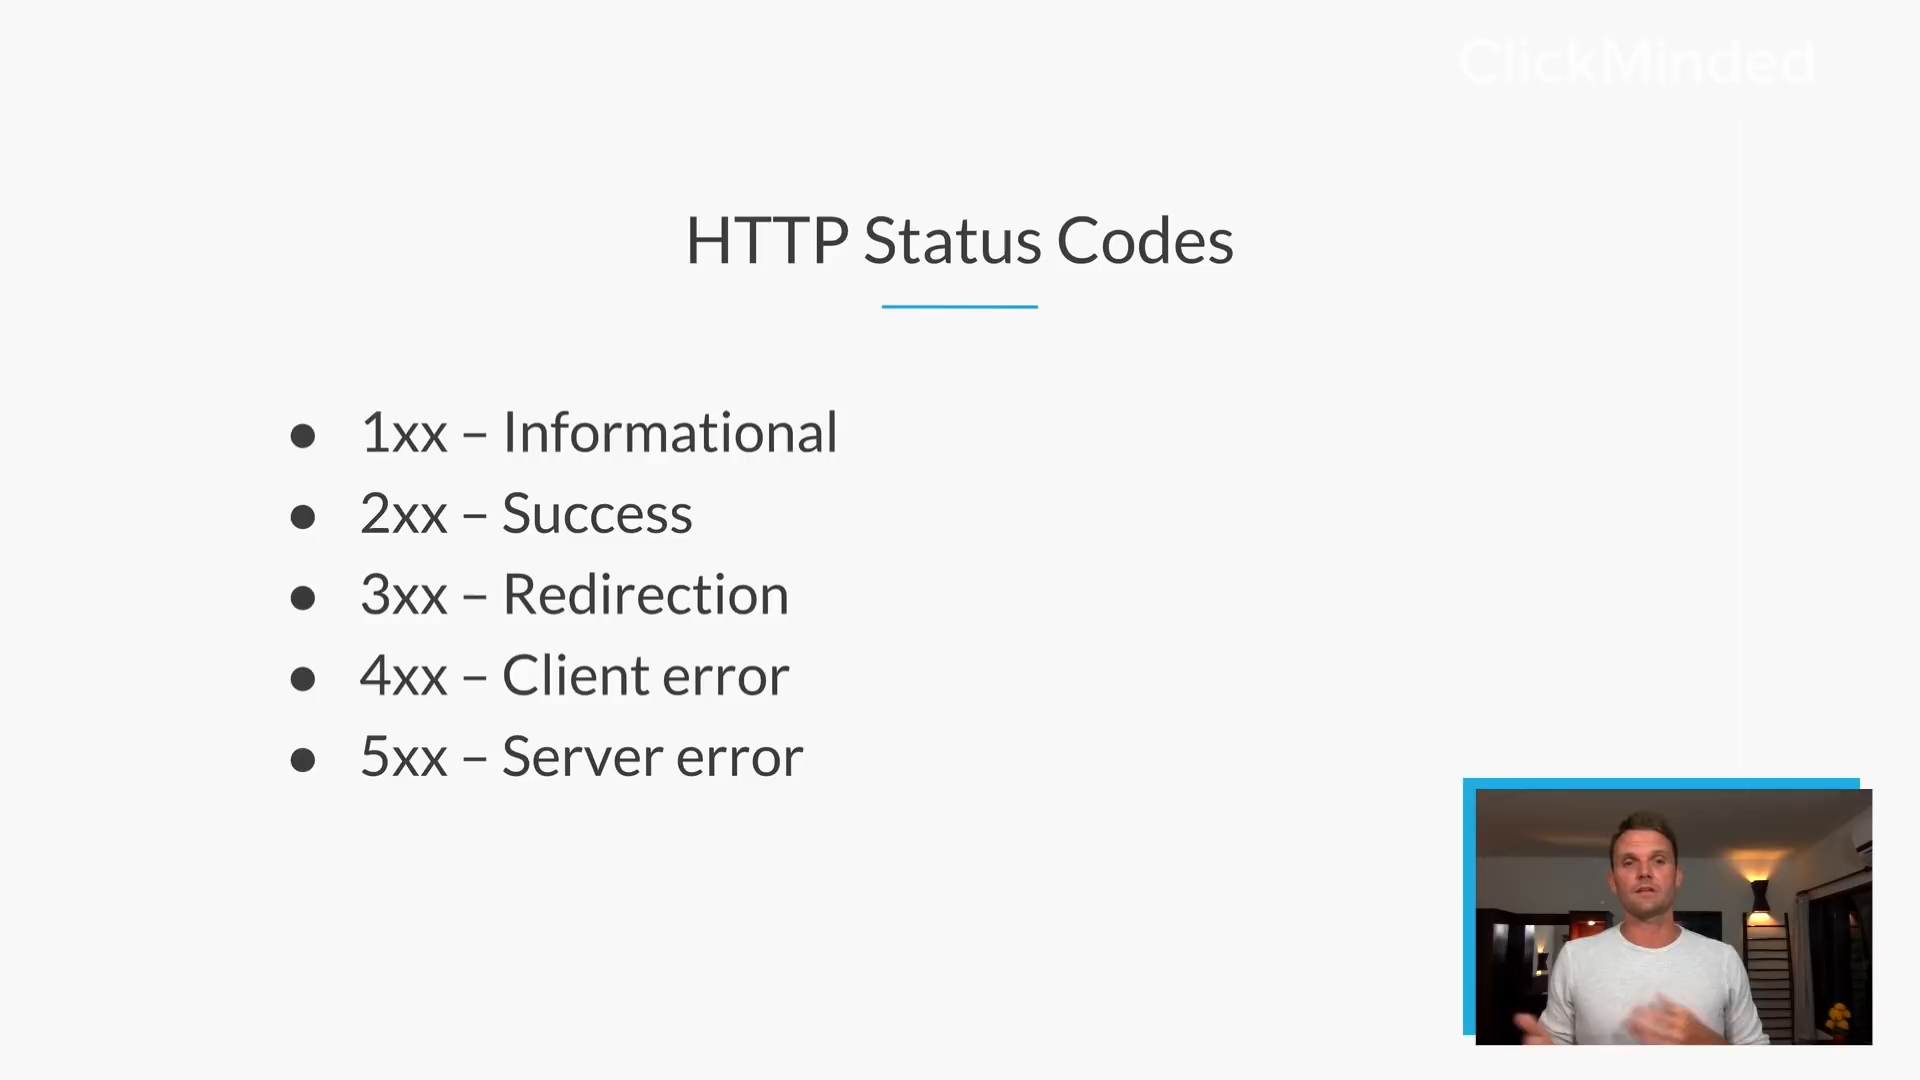 ClickMinded
HTTP Status Codes
● 1xx – Informational
● 2xx – Success
● 3xx – Redirection
● 4xx – Client error
● 5xx – Server error